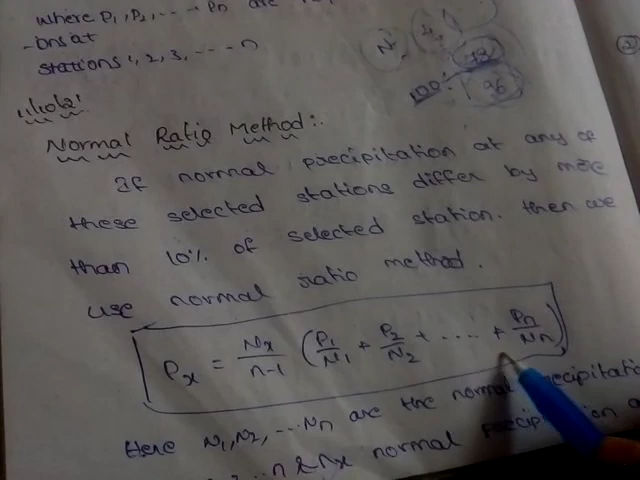 where P1, P2, ..... Pn are
-ons at
stations 1, 2, 3, ---- n
Normal Ratio Method:.
If normal precipitation at any of
these selected stations differ by more
than 10% of selected station. then we
use normal ratio method.
Px = Nx/n-1 (P1/N1 + P2/N2 + ..... + Pn/Nn)
Here N1, N2, ...Nn are the normal precipitatio
...n & Nx normal